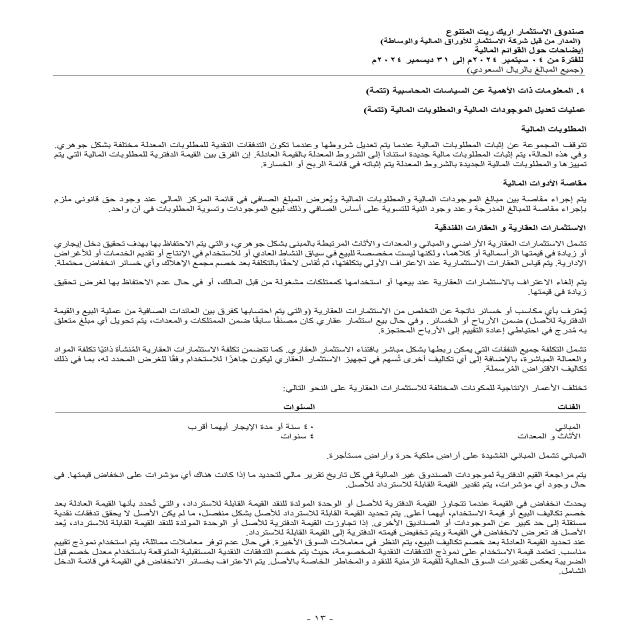 صندوق الاستثمار اريك ريت المتنوع
(المدار من قبل شركة الاستثمار للأوراق المالية والوساطة)
إيضاحات حول القوائم المالية
للفترة من ٠٤ سبتمبر ٢٠٢٤م إلى ٣١ ديسمبر ٢٠٢٤م
(جميع المبالغ بالريال السعودي)
٤. المعلومات ذات الأهمية عن السياسات المحاسبية (تتمة)
عمليات تعديل الموجودات المالية والمطلوبات المالية (تتمة)
المطلوبات المالية
تتوقف المجموعة عن إثبات المطلوبات المالية عندما يتم تعديل شروطها وعندما تكون التدفقات النقدية للمطلوبات المعدلة مختلفة بشكل جوهري.
وفي هذه الحالة، يتم إثبات مطلوبات مالية جديدة استناداً إلى الشروط المعدلة بالقيمة العادلة. إن الفرق بين القيمة الدفترية للمطلوبات المالية التي يتم
تمييزها والمطلوبات المالية الجديدة بالشروط المعدلة يتم إثباته في قائمة الربح أو الخسارة.
مقاصة الأدوات المالية
يتم إجراء مقاصة بين مبالغ الموجودات المالية والمطلوبات المالية ويُعرض المبلغ الصافي في قائمة المركز المالي عند وجود حق قانوني ملزم
بإجراء مقاصة للمبالغ المدرجة وعند وجود النية للتسوية على أساس الصافي وذلك لبيع الموجودات وتسوية المطلوبات في آن واحد.
الاستثمارات العقارية و العقارات الفندقية
تشمل الاستثمارات العقارية الأراضي والمباني والمعدات والأثاث المرتبطة بالمبنى بشكل جوهري، والتي يتم الاحتفاظ بها بهدف تحقيق دخل إيجاري
أو زيادة في قيمتها الرأسمالية أو كلاهما، ولكنها ليست مخصصة للبيع في سياق النشاط العادي أو للاستخدام في الإنتاج أو تقديم الخدمات أو للأغراض
الإدارية. يتم قياس العقارات الاستثمارية عند الاعتراف الأولي بتكلفتها، ثم تُقاس لاحقًا بالتكلفة بعد خصم مجمع الإهلاك وأي خسائر انخفاض محتملة.
يتم إلغاء الاعتراف بالاستثمارات العقارية عند بيعها أو استخدامها كممتلكات مشغولة من قبل المالك، أو في حال عدم الاحتفاظ بها لغرض تحقيق
زيادة في قيمتها.
يُعترف بأي مكاسب أو خسائر ناتجة عن التخلص من الاستثمارات العقارية (والتي يتم احتسابها كفرق بين العائدات الصافية من عملية البيع والقيمة
الدفترية للأصل) ضمن الأرباح أو الخسائر. وفي حال بيع استثمار عقاري كان مصنفًا سابقًا ضمن الممتلكات والمعدات، يتم تحويل أي مبلغ متعلق
به مُدرج في احتياطي إعادة التقييم إلى الأرباح المحتجزة.
تشمل التكلفة جميع النفقات التي يمكن ربطها بشكل مباشر باقتناء الاستثمار العقاري. كما تتضمن تكلفة الاستثمارات العقارية المُنشأة ذاتيًا تكلفة المواد
والعمالة المباشرة، بالإضافة إلى أي تكاليف أخرى تُسهم في تجهيز الاستثمار العقاري ليكون جاهزًا للاستخدام وفقًا للغرض المحدد له، بما في ذلك
تكاليف الاقتراض المُرسملة.
تختلف الأعمار الإنتاجية للمكونات المختلفة للاستثمارات العقارية على النحو التالي:
الفئات السنوات
المباني ٤٠ سنة أو مدة الإيجار أيهما أقرب
الأثاث و المعدات ٤ سنوات
المباني تشمل المباني المُشيدة على أراض ملكية حرة وأراض مستأجرة.
يتم مراجعة القيم الدفترية لموجودات الصندوق غير المالية في كل تاريخ تقرير مالي لتحديد ما إذا كانت هناك أي مؤشرات على انخفاض قيمتها. في
حال وجود أي مؤشرات، يتم تقدير القيمة القابلة للاسترداد للأصل.
يحدث انخفاض في القيمة عندما تتجاوز القيمة الدفترية للأصل أو الوحدة المولدة للنقد القيمة القابلة للاسترداد، والتي تُحدد بأنها القيمة العادلة بعد
خصم تكاليف البيع أو قيمة الاستخدام، أيهما أعلى. يتم تحديد القيمة القابلة للاسترداد للأصل بشكل منفصل، ما لم يكن الأصل لا يحقق تدفقات نقدية
مستقلة إلى حد كبير عن الموجودات أو الصناديق الأخرى. إذا تجاوزت القيمة الدفترية للأصل أو الوحدة المولدة للنقد القيمة القابلة للاسترداد، يُعد
الأصل قد تعرض لانخفاض في القيمة ويتم تخفيض قيمته الدفترية إلى القيمة القابلة للاسترداد.
عند تحديد القيمة العادلة بعد خصم تكاليف البيع، يتم النظر في معاملات السوق الأخيرة. في حال عدم توفر معاملات مماثلة، يتم استخدام نموذج تقييم
مناسب. تعتمد قيمة الاستخدام على نموذج التدفقات النقدية المخصومة، حيث يتم خصم التدفقات النقدية المستقبلية المتوقعة باستخدام معدل خصم قبل
الضريبة يعكس تقديرات السوق الحالية للقيمة الزمنية للنقود والمخاطر الخاصة بالأصل. يتم الاعتراف بخسائر الانخفاض في القيمة في قائمة الدخل
الشامل.
- ١٣ -